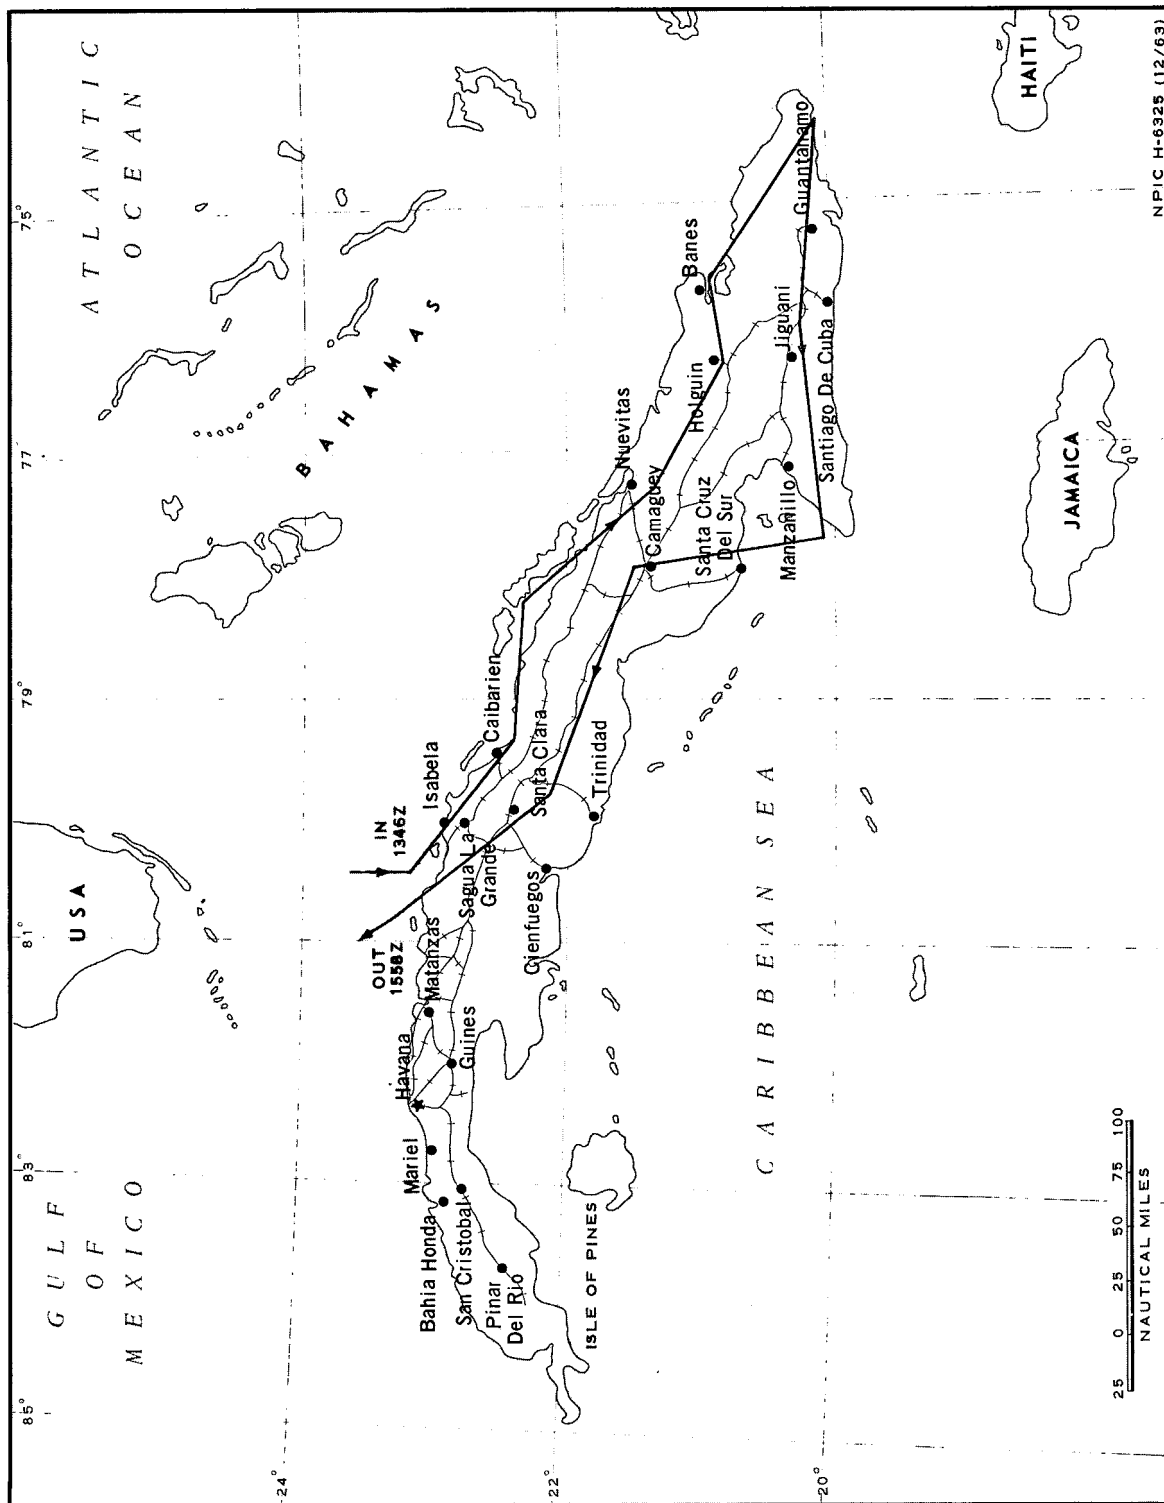 85°
83°
81°
79°
77°
75°
24°
22°
20°
GULF
OF
MEXICO
USA
ATLANTIC
OCEAN
BAHAMAS
IN
1346Z
OUT
1558Z
Havana
Mariel
Bahia Honda
San Cristobal
Pinar
Del Rio
Matanzas
Guines
Isabela
Sagua La
Grande
Caibarien
Santa Clara
Cienfuegos
Trinidad
Nuevitas
Camaguey
Santa Cruz
Del Sur
Holguin
Banes
Manzanillo
Jiguani
Santiago De Cuba
Guantanamo
ISLE OF PINES
CARIBBEAN SEA
JAMAICA
HAITI
25 0 25 50 75 100
NAUTICAL MILES
NPIC H-6325 (12/63)